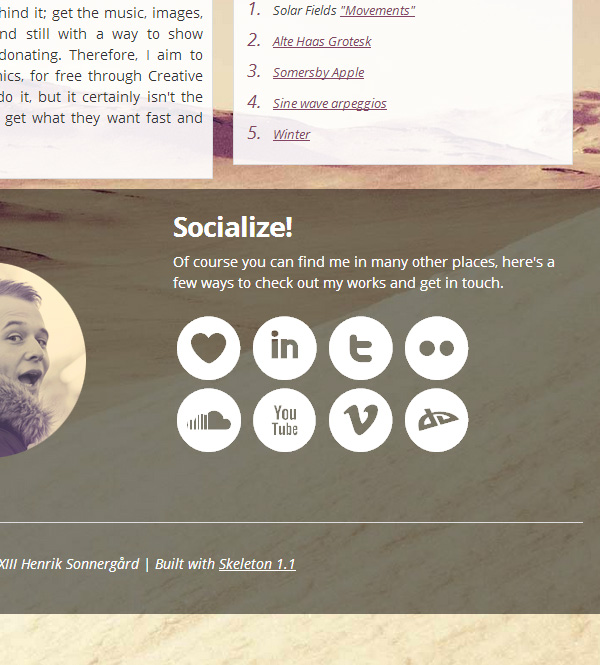 hind it; get the music, images,
nd still with a way to show
donating. Therefore, I aim to
nics, for free through Creative
do it, but it certainly isn't the
get what they want fast and
1. Solar Fields "Movements"
2. Alte Haas Grotesk
3. Somersby Apple
4. Sine wave arpeggios
5. Winter
Socialize!
Of course you can find me in many other places, here's a
few ways to check out my works and get in touch.
in
t
You
Tube
V
XIII Henrik Sonnergård | Built with Skeleton 1.1